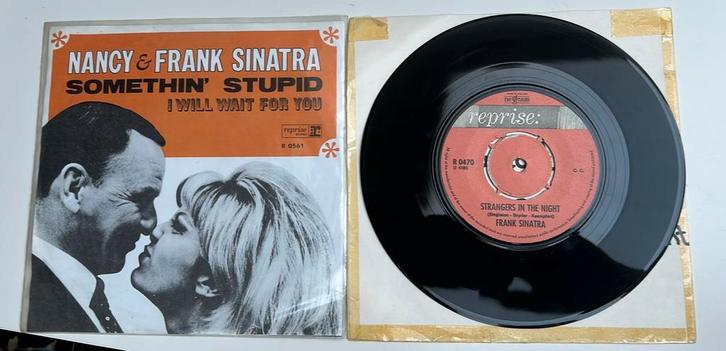 NANCY & FRANK SINATRA
SOMETHIN' STUPID
I WILL WAIT FOR YOU
reprise
R 0561
reprise:
R 0470
STRANGERS IN THE NIGHT
(Singleton - Snyder - Kaempfert)
FRANK SINATRA